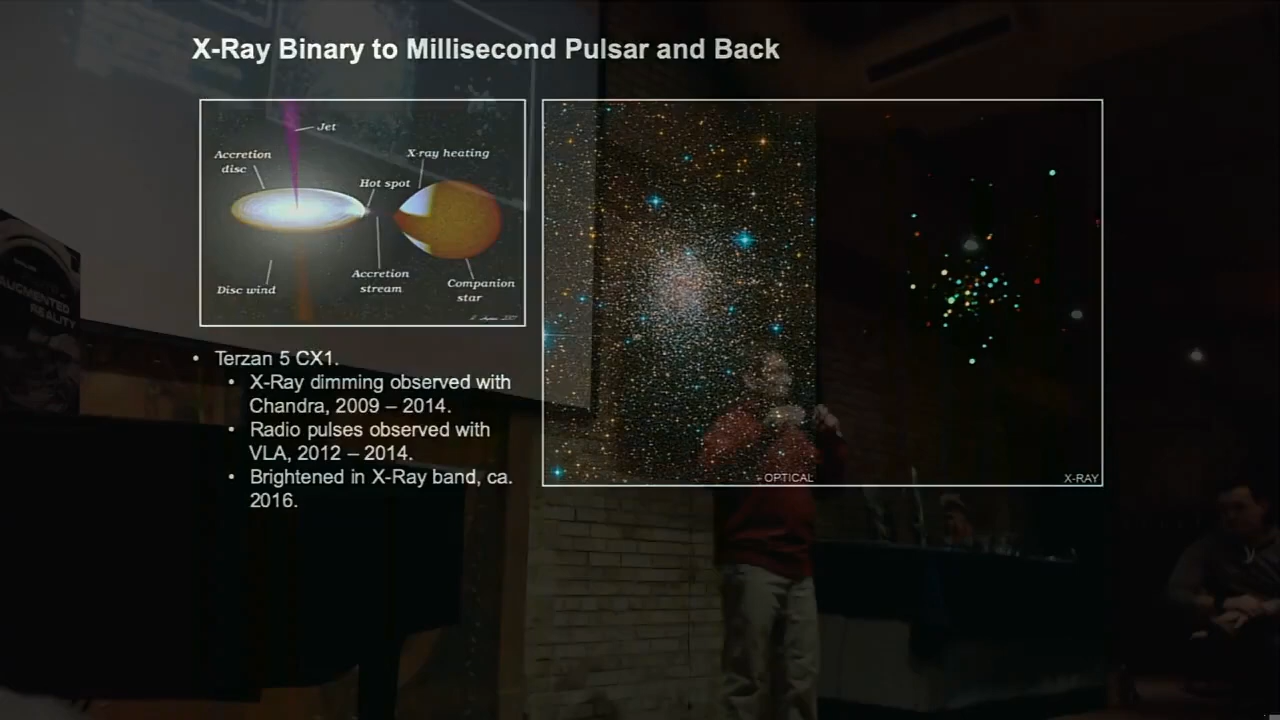 X-Ray Binary to Millisecond Pulsar and Back
Jet
Accretion
disc
X-ray heating
Hot spot
Accretion
stream
Disc wind
Companion
star
OPTICAL
X-RAY
• Terzan 5 CX1.
• X-Ray dimming observed with
Chandra, 2009 – 2014.
• Radio pulses observed with
VLA, 2012 – 2014.
• Brightened in X-Ray band, ca.
2016.
AUGMENTED
REALITY